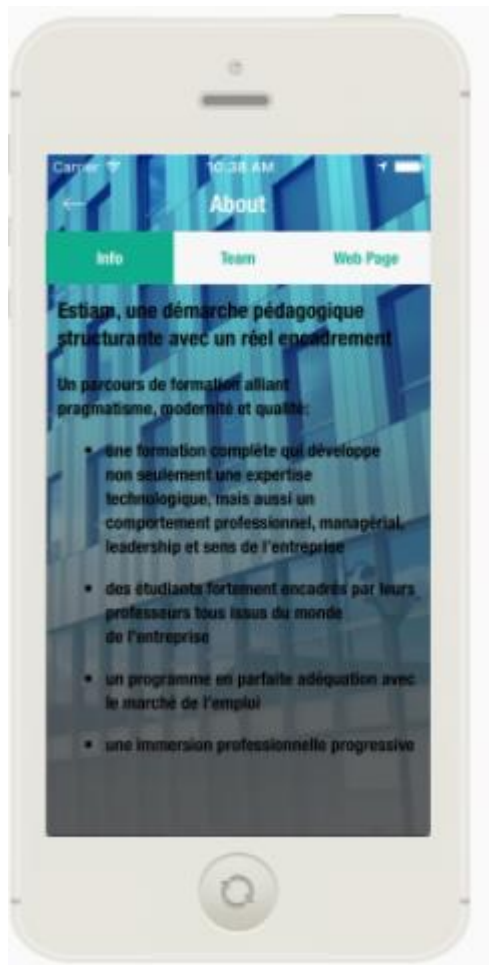 Carrier 10:38 AM
About
Info Team Web Page
Estiam, une démarche pédagogique
structurante avec un réel encadrement
Un parcours de formation alliant
pragmatisme, modernité et qualité:
• une formation complète qui développe
non seulement une expertise
technologique, mais aussi un
comportement professionnel, managérial,
leadership et sens de l'entreprise
• des étudiants fortement encadrés par leurs
professeurs tous issus du monde
de l'entreprise
• un programme en parfaite adéquation avec
le marché de l'emploi
• une immersion professionnelle progressive